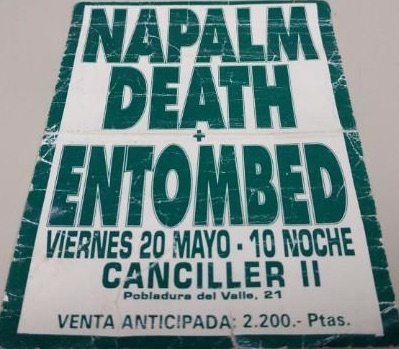 NAPALM
DEATH
+
ENTOMBED
VIERNES 20 MAYO - 10 NOCHE
CANCILLER II
Pobladura del Valle, 21
VENTA ANTICIPADA: 2.200.- Ptas.